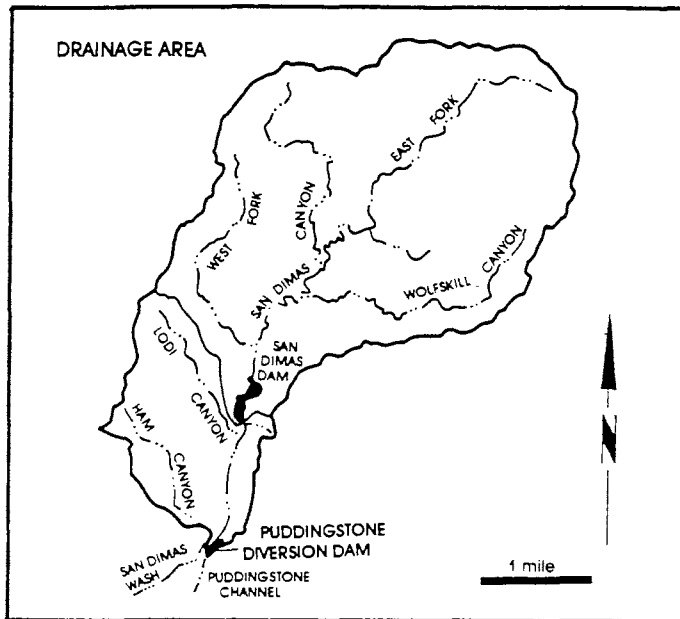 DRAINAGE AREA
EAST FORK
WEST FORK
SAN DIMAS CANYON
WOLFSKILL CANYON
SAN
DIMAS
DAM
LODI CANYON
HAM CANYON
N
PUDDINGSTONE
DIVERSION DAM
SAN DIMAS
WASH
PUDDINGSTONE
CHANNEL
1 mile